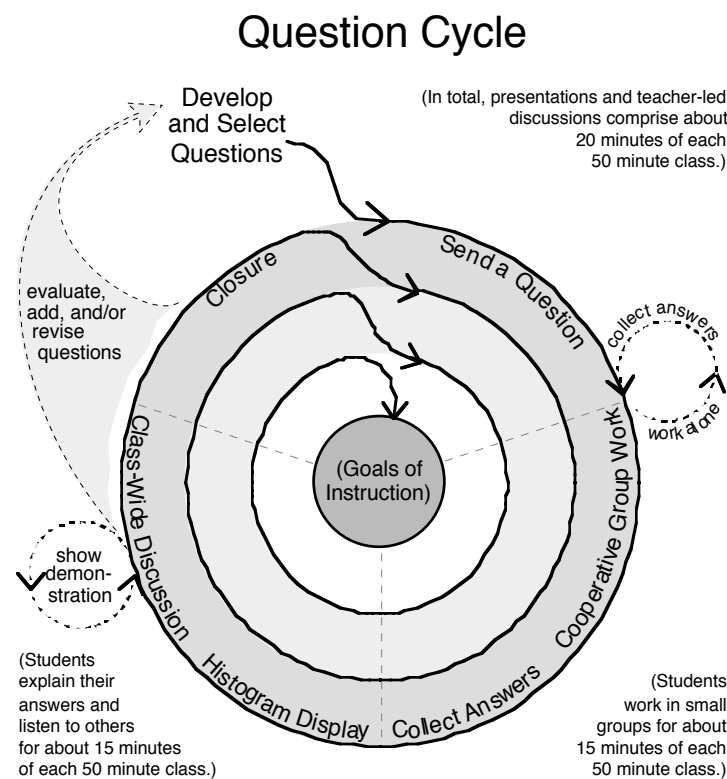 Question Cycle
Develop
and Select
Questions
(In total, presentations and teacher-led
discussions comprise about
20 minutes of each
50 minute class.)
Closure
Send a Question
evaluate,
add, and/or
revise
questions
collect answers
work alone
(Goals of
Instruction)
Class-Wide Discussion
Cooperative Group Work
show
demon-
stration
Histogram Display
Collect Answers
(Students
explain their
answers and
listen to others
for about 15 minutes
of each 50 minute class.)
(Students
work in small
groups for about
15 minutes of each
50 minute class.)